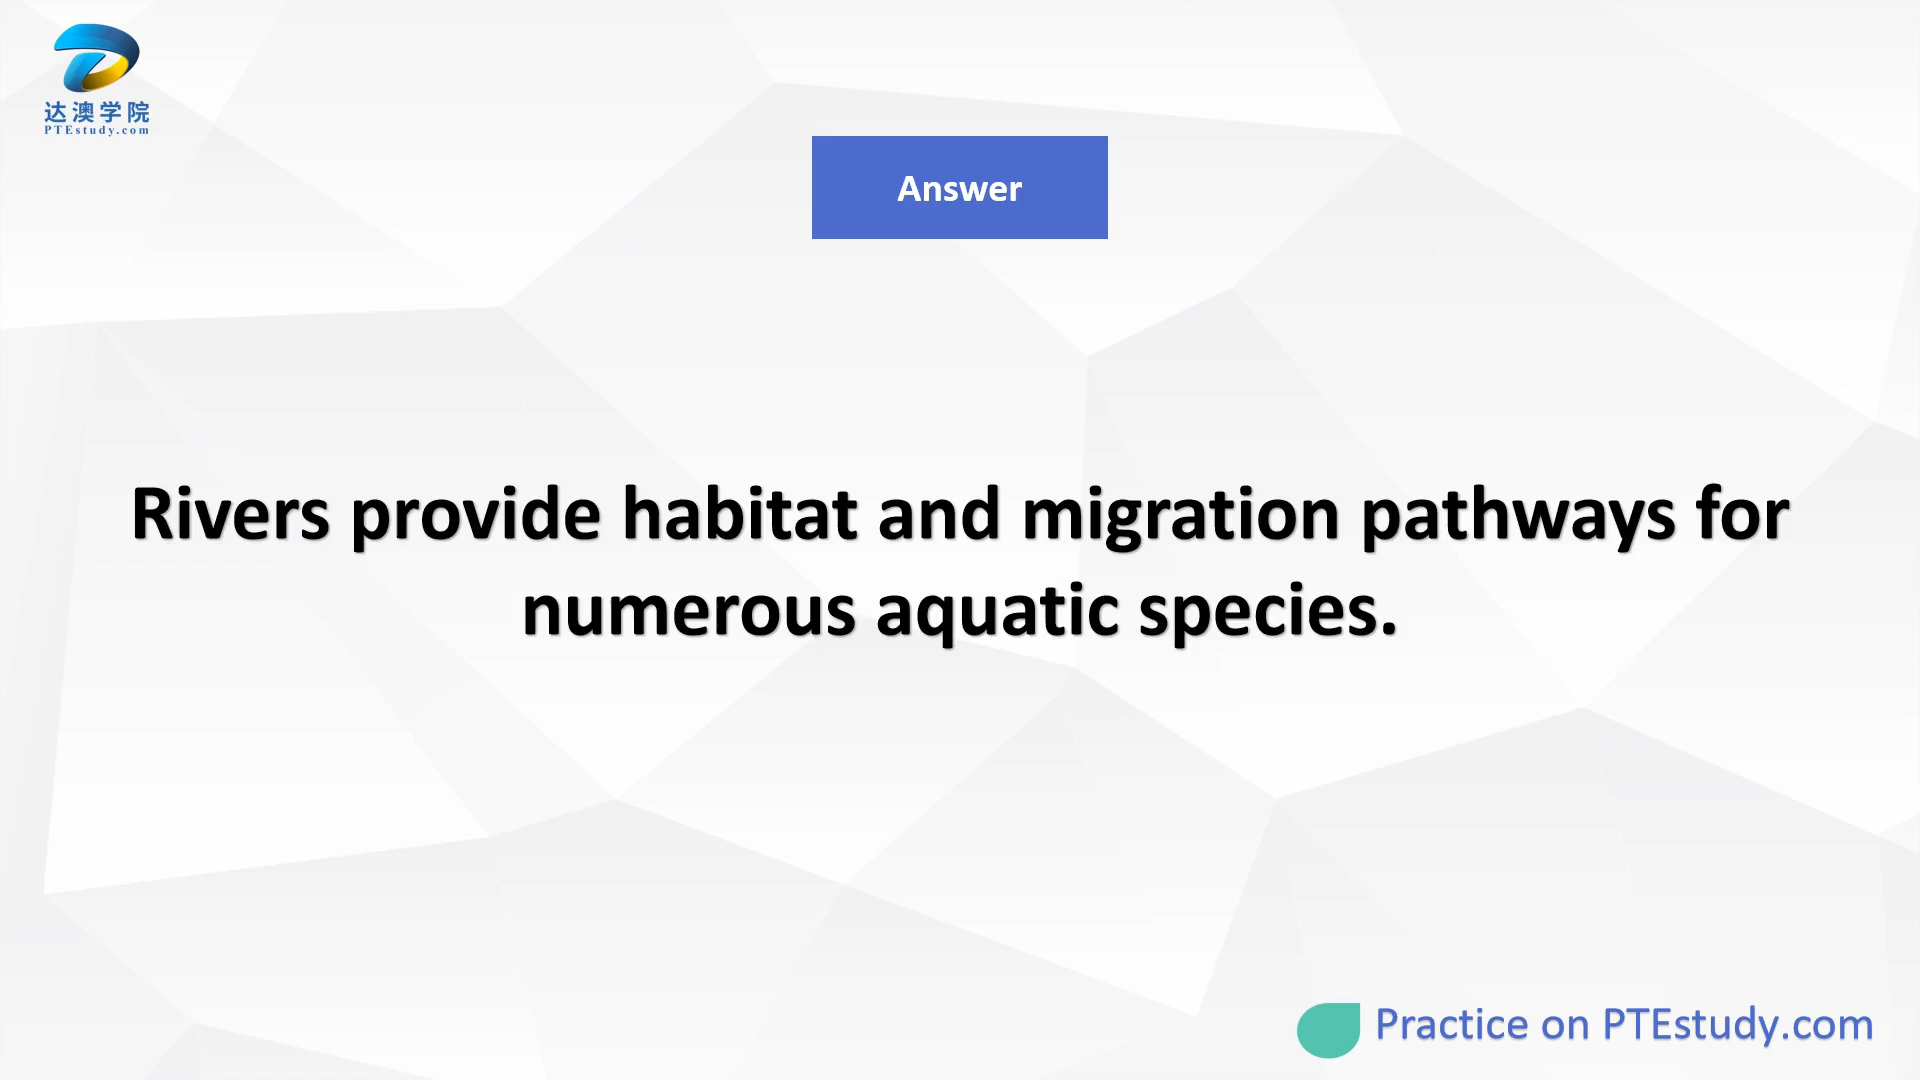 达澳学院
PTEstudy.com
Answer
Rivers provide habitat and migration pathways for
numerous aquatic species.
Practice on PTEstudy.com